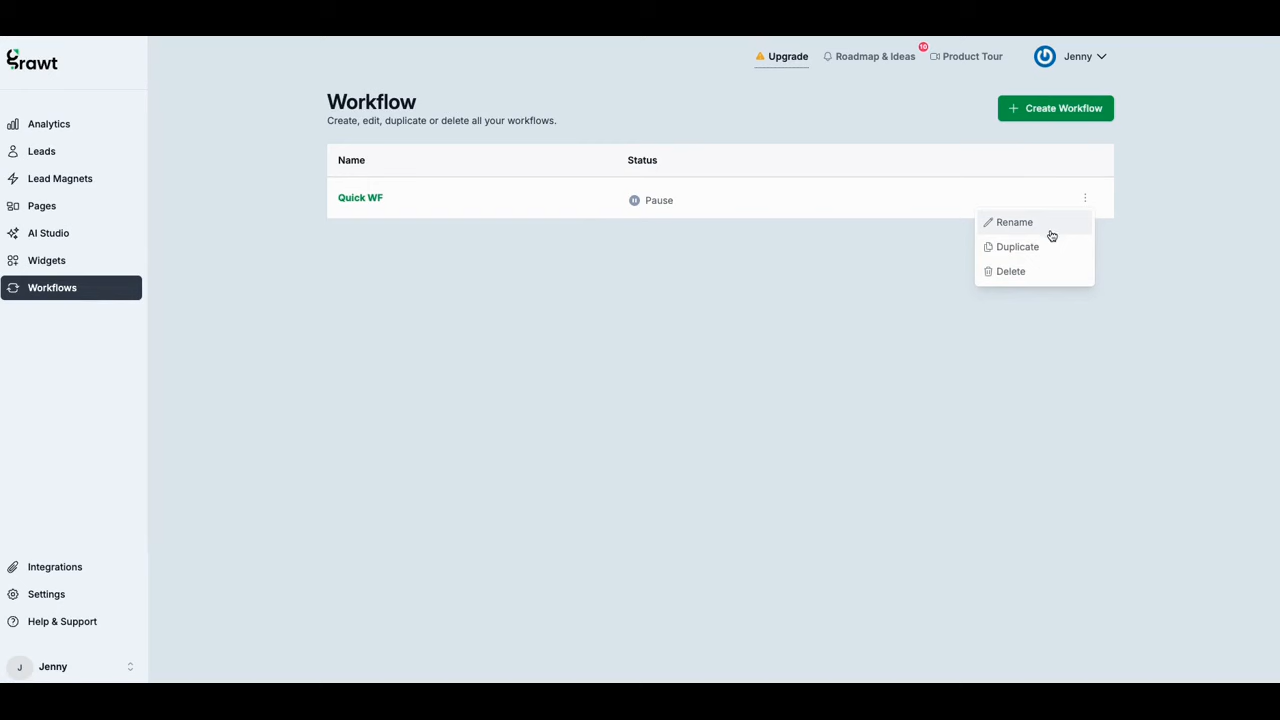 Grawt
Upgrade
Roadmap & Ideas
10
Product Tour
Jenny
Analytics
Leads
Lead Magnets
Pages
AI Studio
Widgets
Workflows
Workflow
Create, edit, duplicate or delete all your workflows.
Create Workflow
Name
Status
Quick WF
Pause
Rename
Duplicate
Delete
Integrations
Settings
Help & Support
J
Jenny